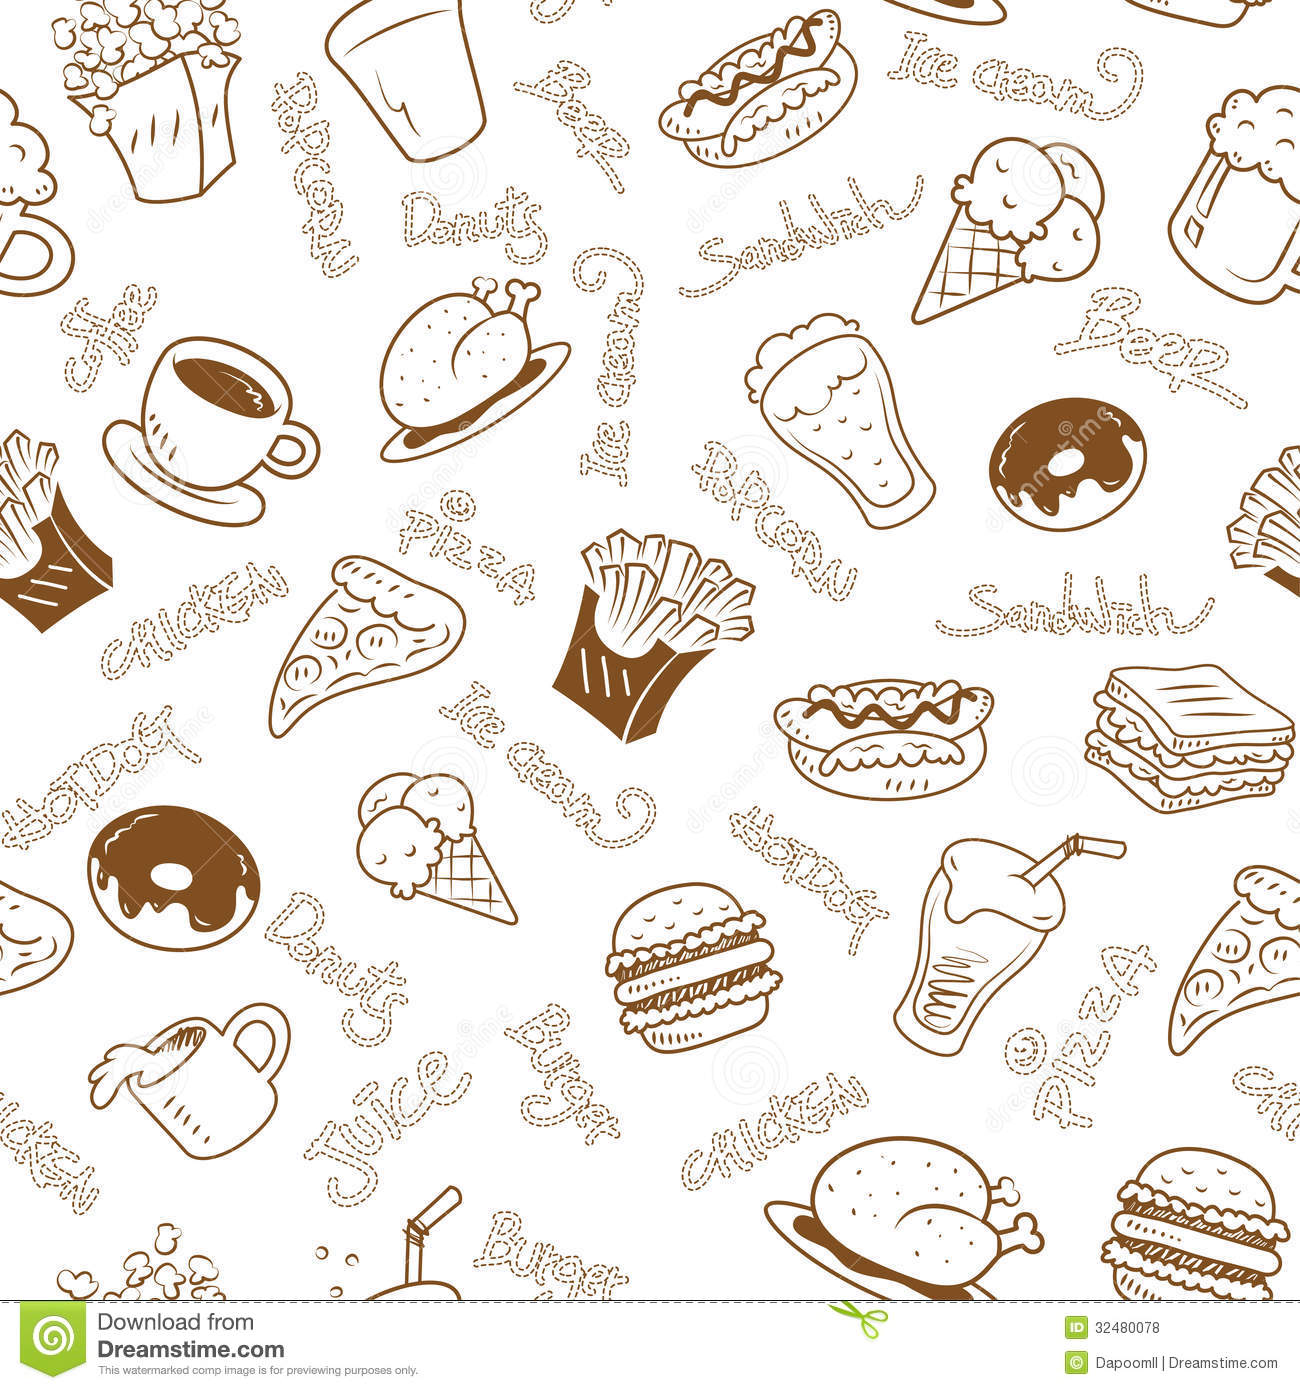 Ice cream
POPCORN
Beer
Donuts
Sandwich
Ice cream
Coffee
Beer
POPCORN
PIZZA
CHICKEN
Sandwich
Ice cream
HOTDOG
HOTDOG
Donuts
PIZZA
Burger
Juice
CHICKEN
CHICKEN
Burger
Download from
Dreamstime.com
This watermarked comp image is for previewing purposes only.
ID 32480078
© Dapoomll | Dreamstime.com